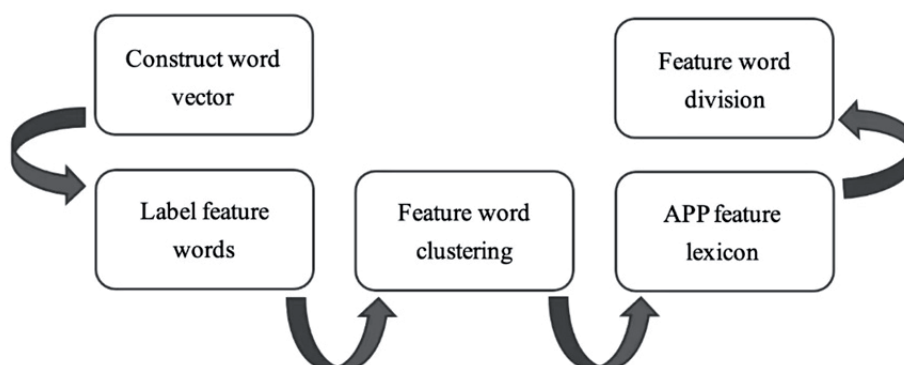 Construct word
vector
Label feature
words
Feature word
clustering
APP feature
lexicon
Feature word
division